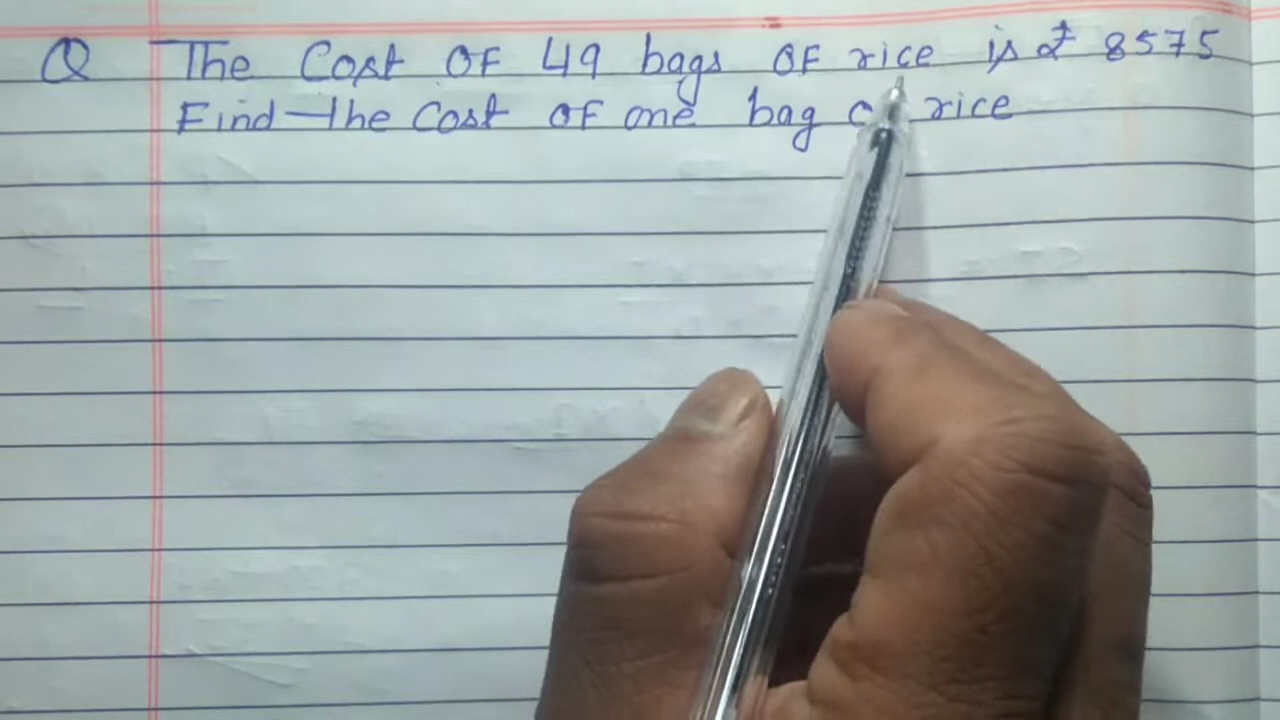 Q The Cost OF 49 bags OF rice is ₹ 8575
Find the Cost OF one bag rice